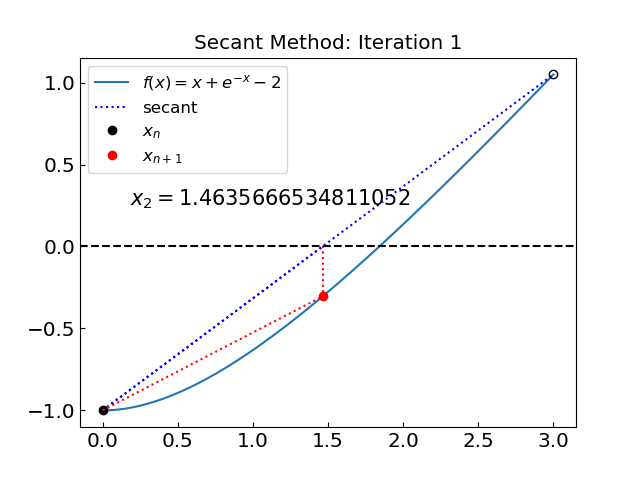 Secant Method: Iteration 1
f(x) = x + e^{-x} − 2
secant
x_n
x_{n+1}
x_2 = 1.4635666534811052
1.0
0.5
0.0
−0.5
−1.0
0.0 0.5 1.0 1.5 2.0 2.5 3.0